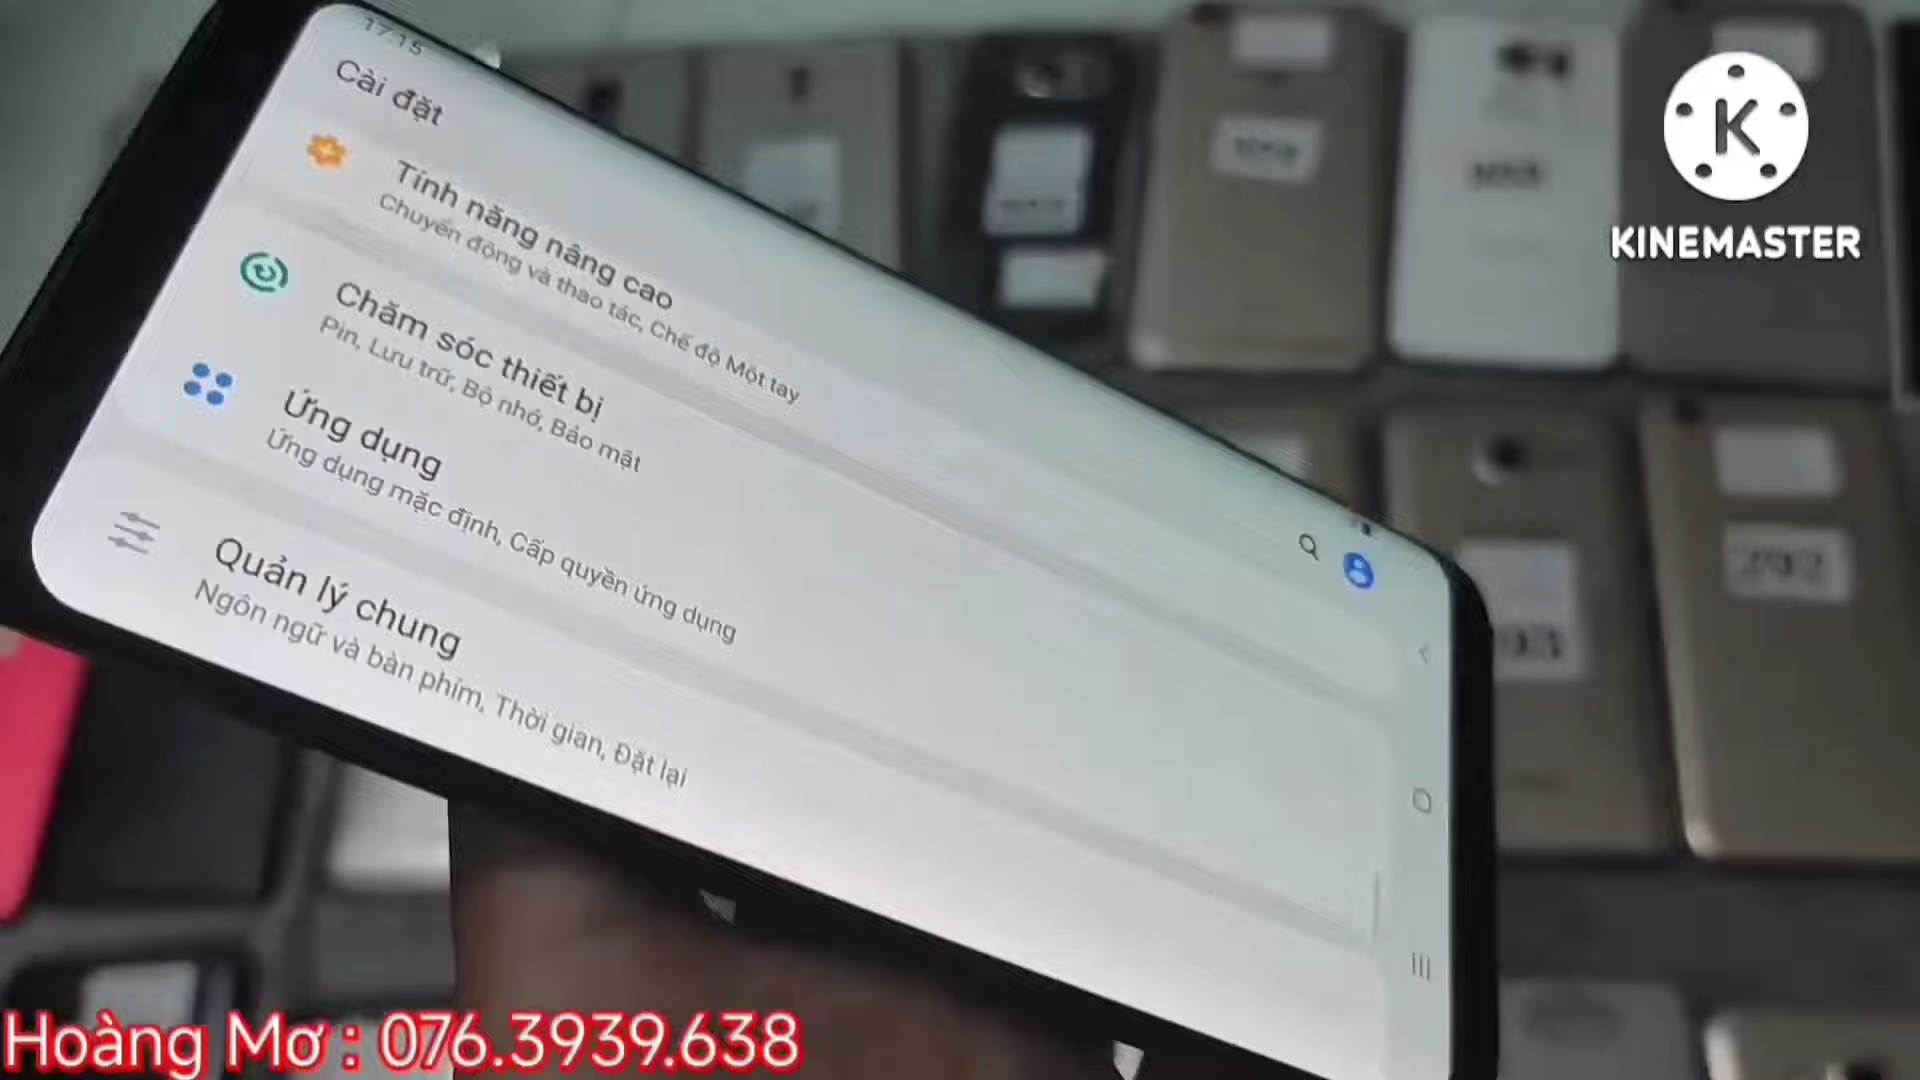 17:15
Cài đặt
Tính năng nâng cao
Chuyển động và thao tác, Chế độ Một tay
Chăm sóc thiết bị
Pin, Lưu trữ, Bộ nhớ, Bảo mật
Ứng dụng
Ứng dụng mặc định, Cấp quyền ứng dụng
Quản lý chung
Ngôn ngữ và bàn phím, Thời gian, Đặt lại
K
KINEMASTER
292
Hoàng Mơ : 076.3939.638